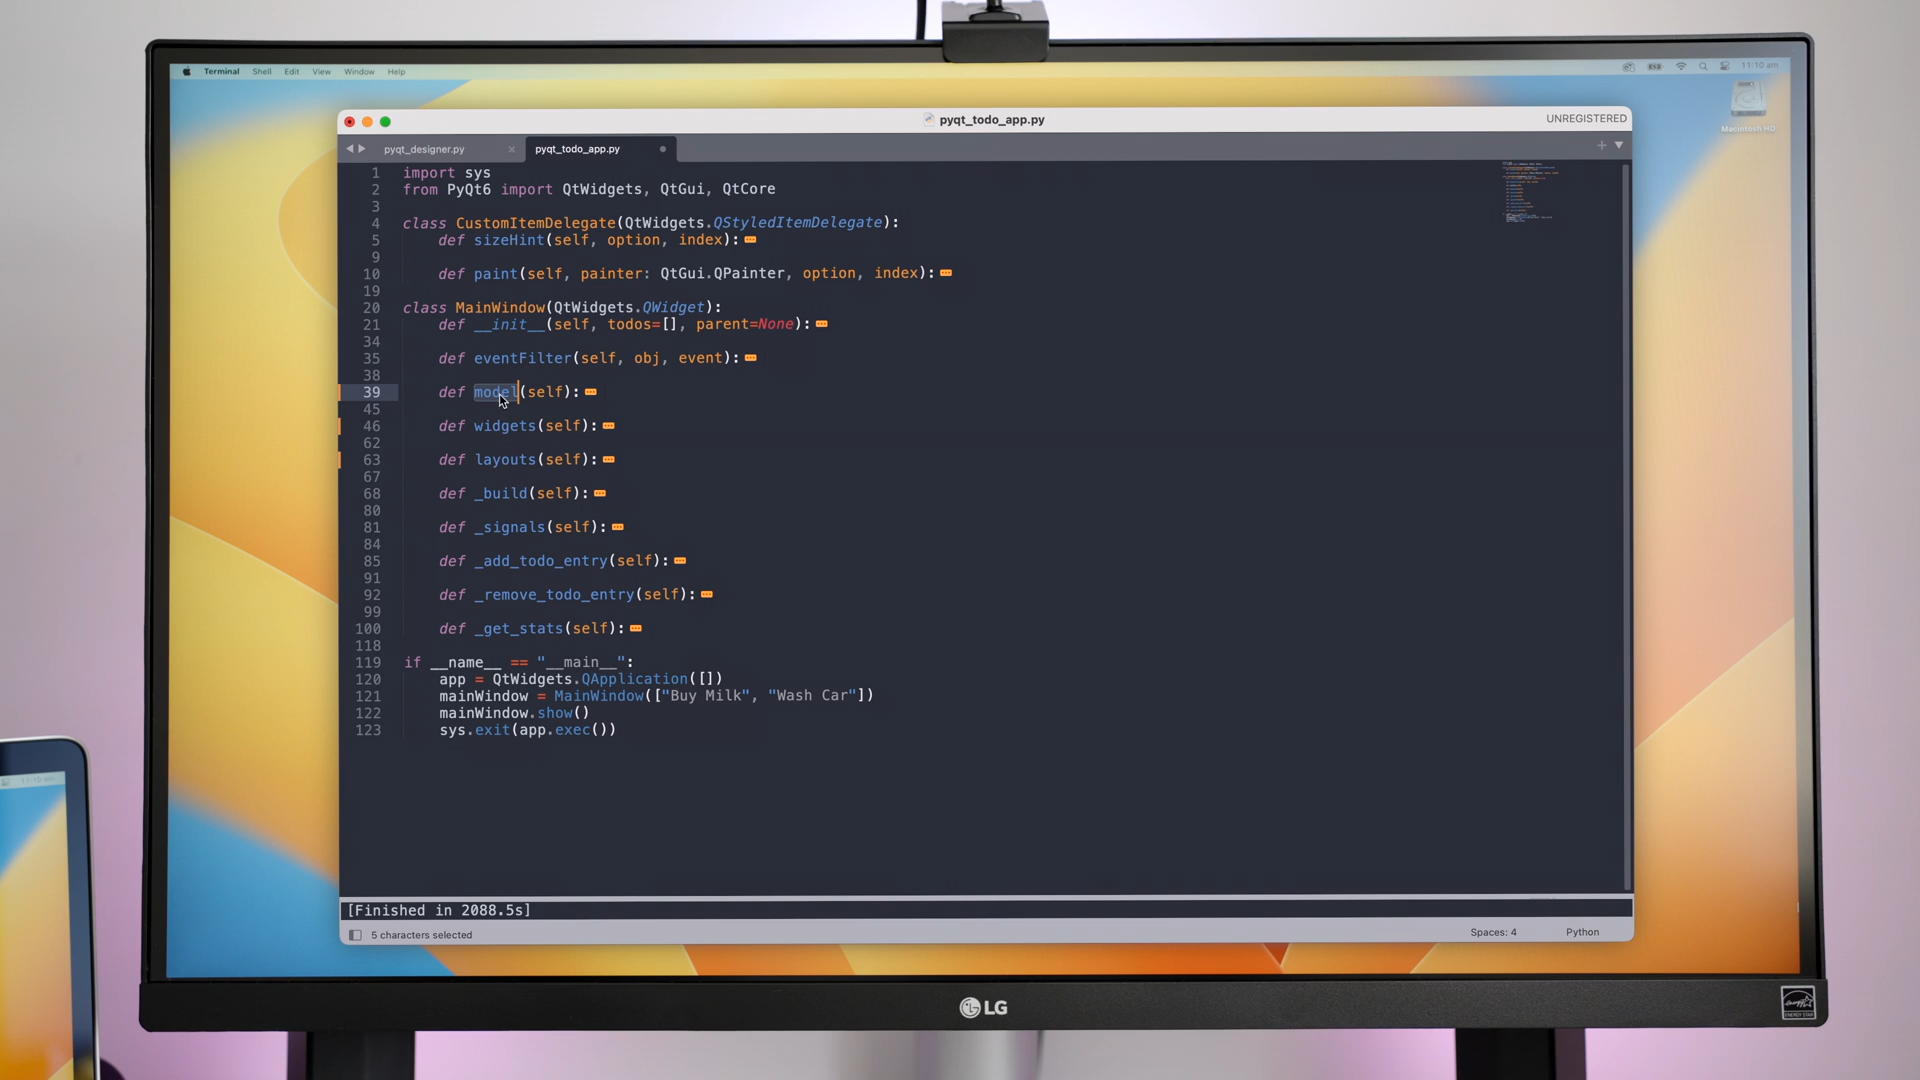 Terminal Shell Edit View Window Help 11:10 am
Macintosh HD
pyqt_todo_app.py UNREGISTERED
pyqt_designer.py × pyqt_todo_app.py
1 import sys
2 from PyQt6 import QtWidgets, QtGui, QtCore
3
4 class CustomItemDelegate(QtWidgets.QStyledItemDelegate):
5 def sizeHint(self, option, index):
9
10 def paint(self, painter: QtGui.QPainter, option, index):
19
20 class MainWindow(QtWidgets.QWidget):
21 def __init__(self, todos=[], parent=None):
34
35 def eventFilter(self, obj, event):
38
39 def model(self):
45
46 def widgets(self):
62
63 def layouts(self):
67
68 def _build(self):
80
81 def _signals(self):
84
85 def _add_todo_entry(self):
91
92 def _remove_todo_entry(self):
99
100 def _get_stats(self):
118
119 if __name__ == "__main__":
120 app = QtWidgets.QApplication([])
121 mainWindow = MainWindow(["Buy Milk", "Wash Car"])
122 mainWindow.show()
123 sys.exit(app.exec())
[Finished in 2088.5s]
5 characters selected Spaces: 4 Python
LG
ENERGY STAR